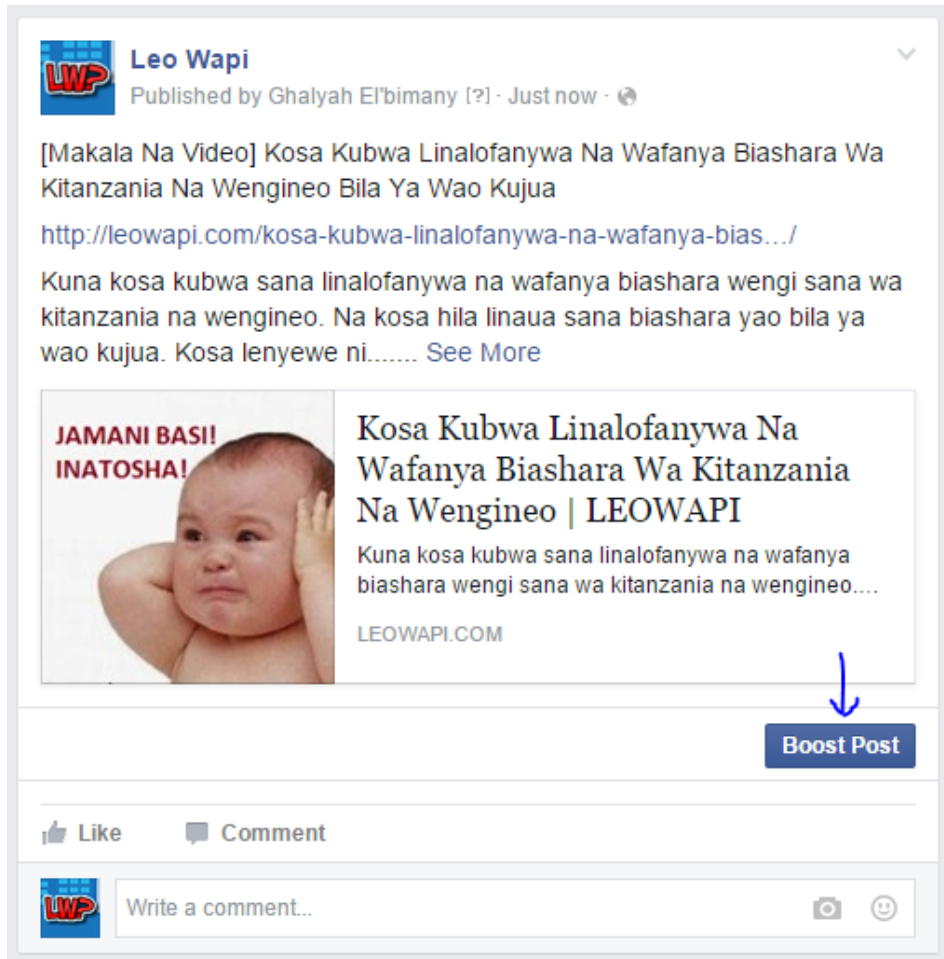 Leo Wapi
Published by Ghalyah El'bimany [?] · Just now ·
[Makala Na Video] Kosa Kubwa Linalofanywa Na Wafanya Biashara Wa
Kitanzania Na Wengineo Bila Ya Wao Kujua
http://leowapi.com/kosa-kubwa-linalofanywa-na-wafanya-bias…/
Kuna kosa kubwa sana linalofanywa na wafanya biashara wengi sana wa
kitanzania na wengineo. Na kosa hila linaua sana biashara yao bila ya
wao kujua. Kosa lenyewe ni....... See More
JAMANI BASI!
INATOSHA!
Kosa Kubwa Linalofanywa Na
Wafanya Biashara Wa Kitanzania
Na Wengineo | LEOWAPI
Kuna kosa kubwa sana linalofanywa na wafanya
biashara wengi sana wa kitanzania na wengineo....
LEOWAPI.COM
Boost Post
Like Comment
LW?
Write a comment...